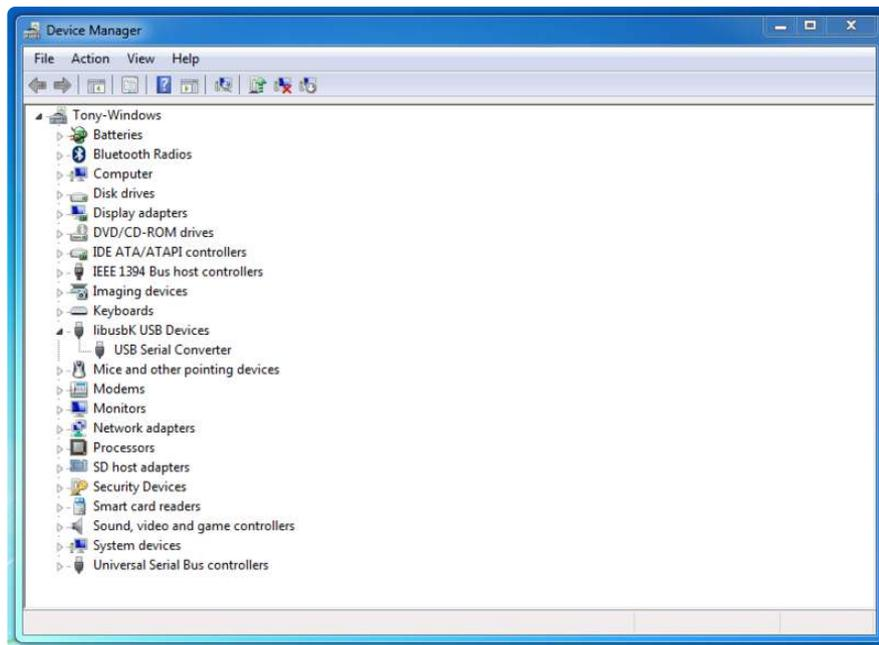 Device Manager
File Action View Help
Tony-Windows
Batteries
Bluetooth Radios
Computer
Disk drives
Display adapters
DVD/CD-ROM drives
IDE ATA/ATAPI controllers
IEEE 1394 Bus host controllers
Imaging devices
Keyboards
libusbK USB Devices
USB Serial Converter
Mice and other pointing devices
Modems
Monitors
Network adapters
Processors
SD host adapters
Security Devices
Smart card readers
Sound, video and game controllers
System devices
Universal Serial Bus controllers